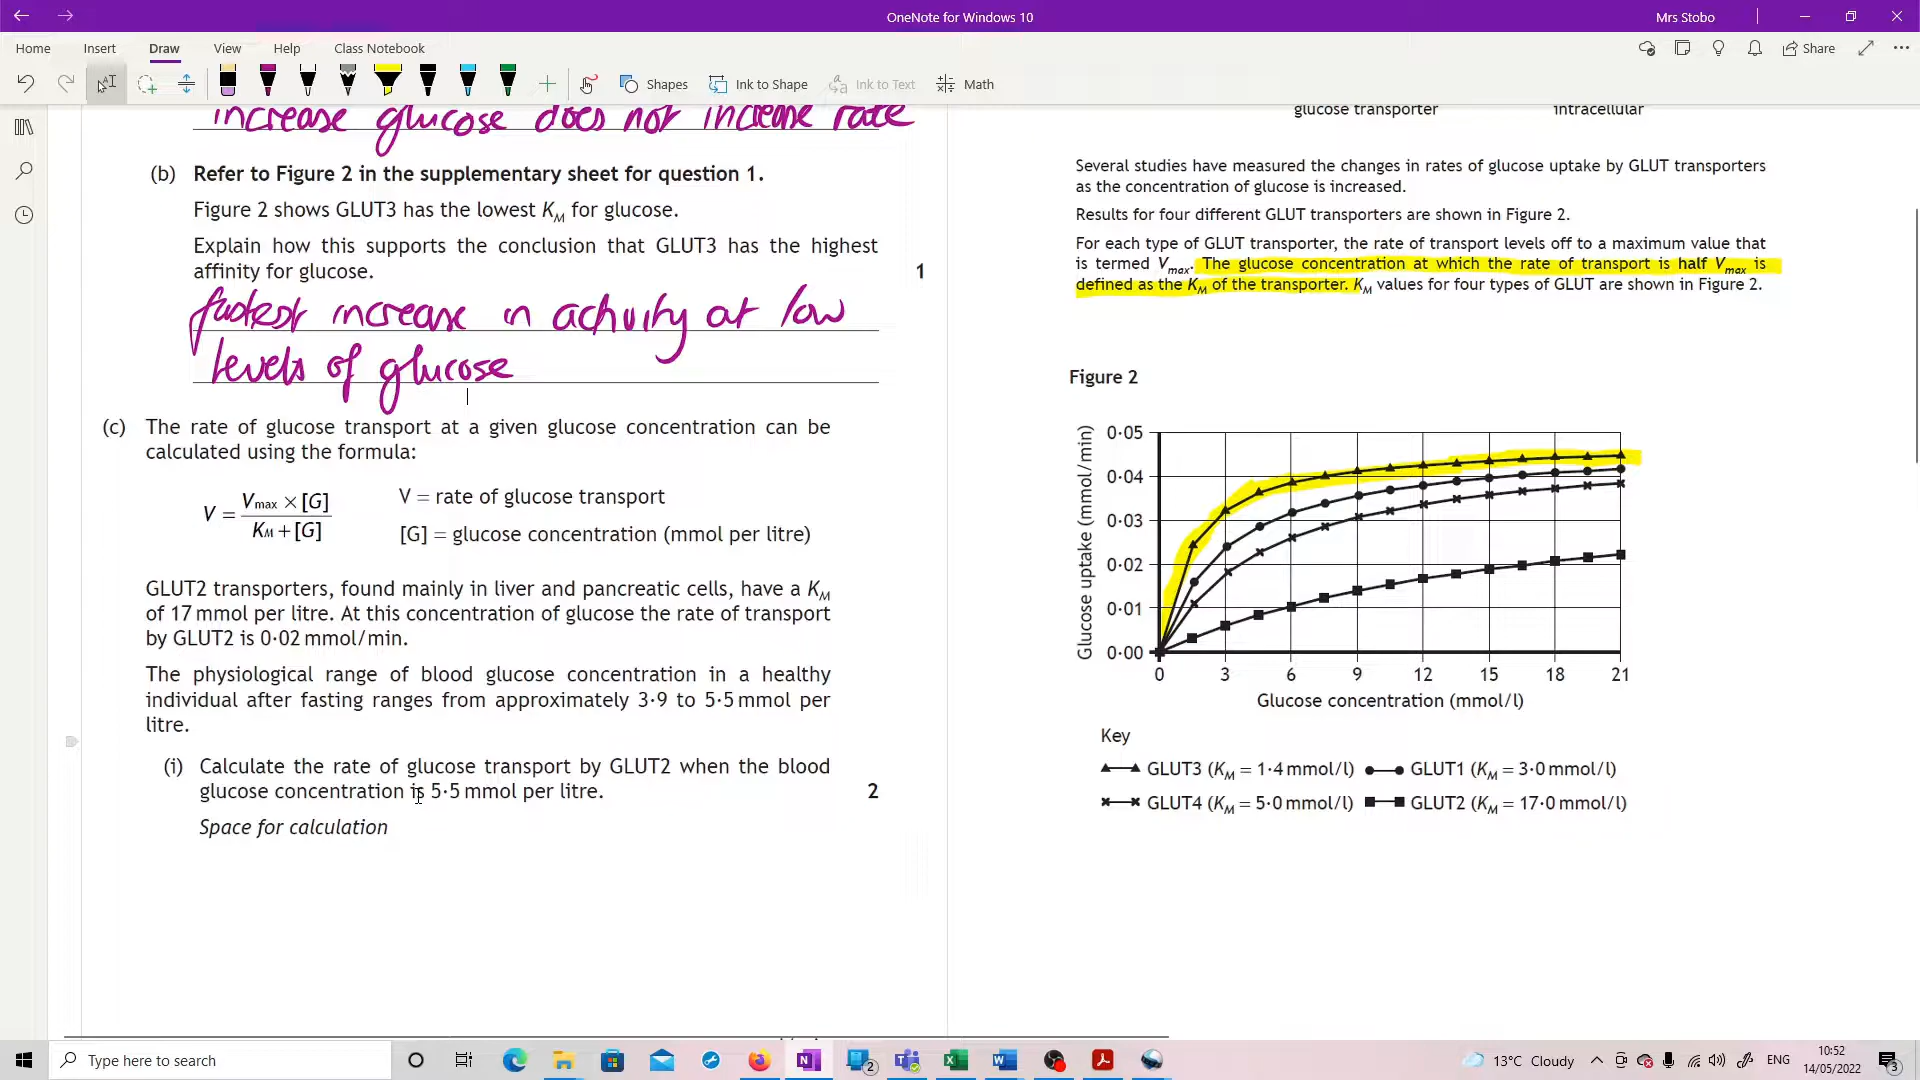 OneNote for Windows 10
Mrs Stobo
Home Insert Draw View Help Class Notebook
Share
Shapes Ink to Shape Ink to Text Math
increase glucose does not increase rate
(b) Refer to Figure 2 in the supplementary sheet for question 1.
Figure 2 shows GLUT3 has the lowest KM for glucose.
Explain how this supports the conclusion that GLUT3 has the highest
affinity for glucose. 1
fastest increase in activity at low
levels of glucose
(c) The rate of glucose transport at a given glucose concentration can be
calculated using the formula:
V = Vmax × [G] / KM + [G]
V = rate of glucose transport
[G] = glucose concentration (mmol per litre)
GLUT2 transporters, found mainly in liver and pancreatic cells, have a KM
of 17 mmol per litre. At this concentration of glucose the rate of transport
by GLUT2 is 0·02 mmol/min.
The physiological range of blood glucose concentration in a healthy
individual after fasting ranges from approximately 3·9 to 5·5 mmol per
litre.
(i) Calculate the rate of glucose transport by GLUT2 when the blood
glucose concentration is 5·5 mmol per litre. 2
Space for calculation
glucose transporter intracellular
Several studies have measured the changes in rates of glucose uptake by GLUT transporters
as the concentration of glucose is increased.
Results for four different GLUT transporters are shown in Figure 2.
For each type of GLUT transporter, the rate of transport levels off to a maximum value that
is termed Vmax. The glucose concentration at which the rate of transport is half Vmax is
defined as the KM of the transporter. KM values for four types of GLUT are shown in Figure 2.
Figure 2
Glucose uptake (mmol/min)
0·05
0·04
0·03
0·02
0·01
0·00
0 3 6 9 12 15 18 21
Glucose concentration (mmol/l)
Key
GLUT3 (KM = 1·4 mmol/l) GLUT1 (KM = 3·0 mmol/l)
GLUT4 (KM = 5·0 mmol/l) GLUT2 (KM = 17·0 mmol/l)
Type here to search
2
13°C Cloudy
ENG
10:52
14/05/2022
3